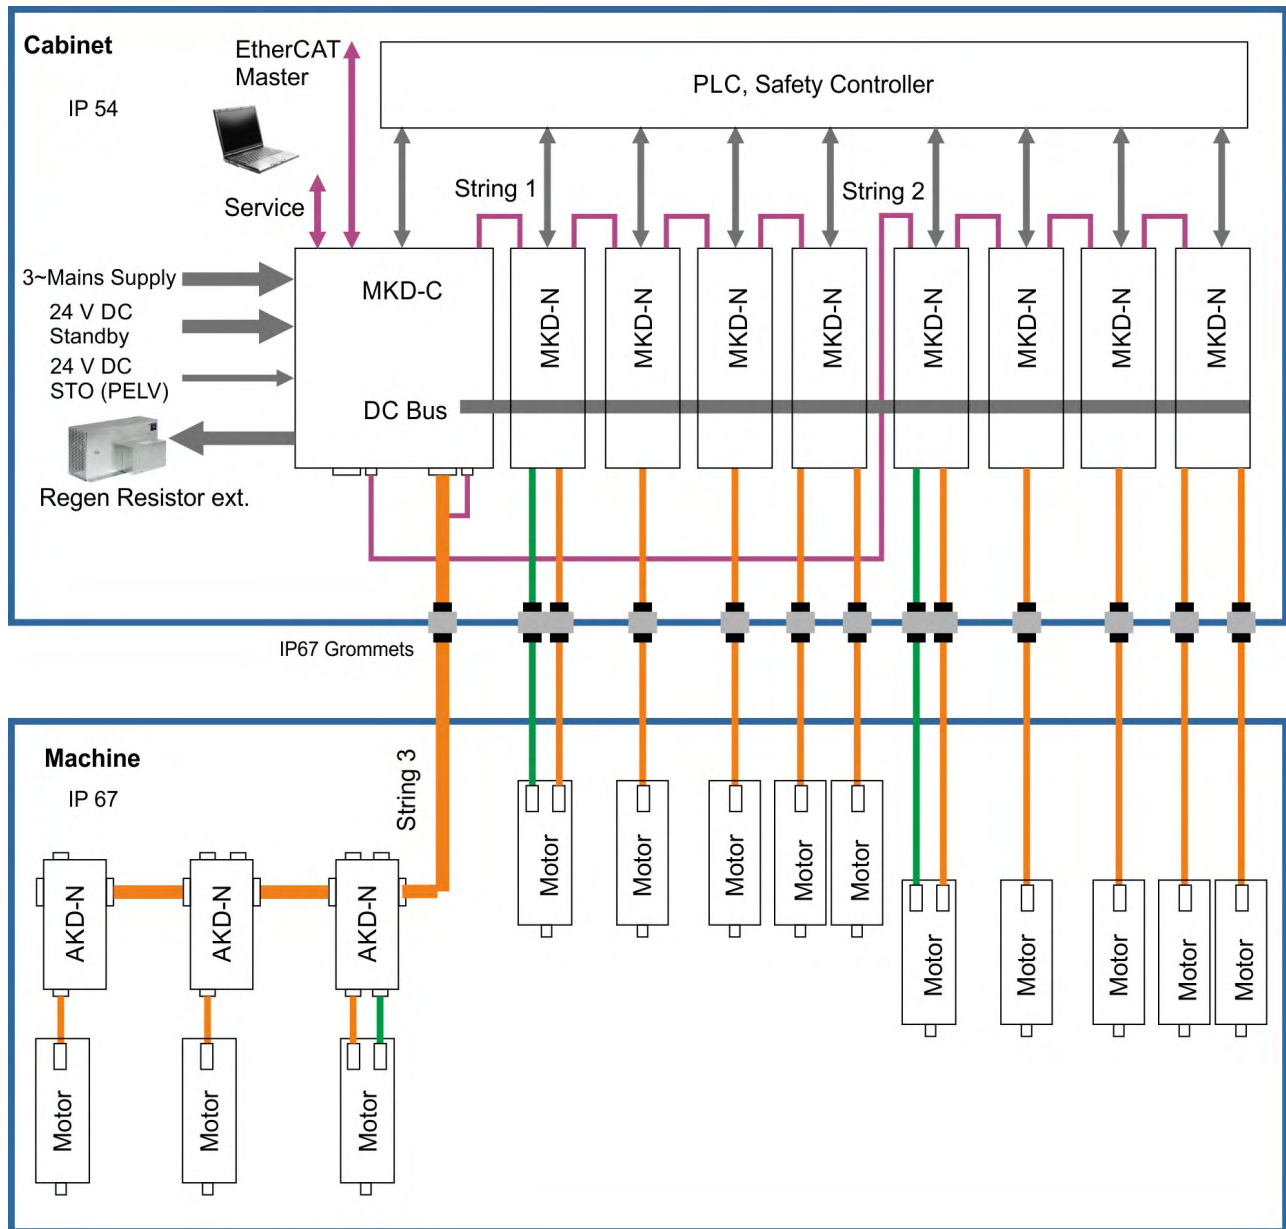 Cabinet
IP 54
EtherCAT
Master
PLC, Safety Controller
Service
String 1
String 2
3~Mains Supply
24 V DC
Standby
24 V DC
STO (PELV)
Regen Resistor ext.
MKD-C
DC Bus
MKD-N
MKD-N
MKD-N
MKD-N
MKD-N
MKD-N
MKD-N
MKD-N
IP67 Grommets
Machine
IP 67
String 3
AKD-N
AKD-N
AKD-N
Motor
Motor
Motor
Motor
Motor
Motor
Motor
Motor
Motor
Motor
Motor
Motor
Motor